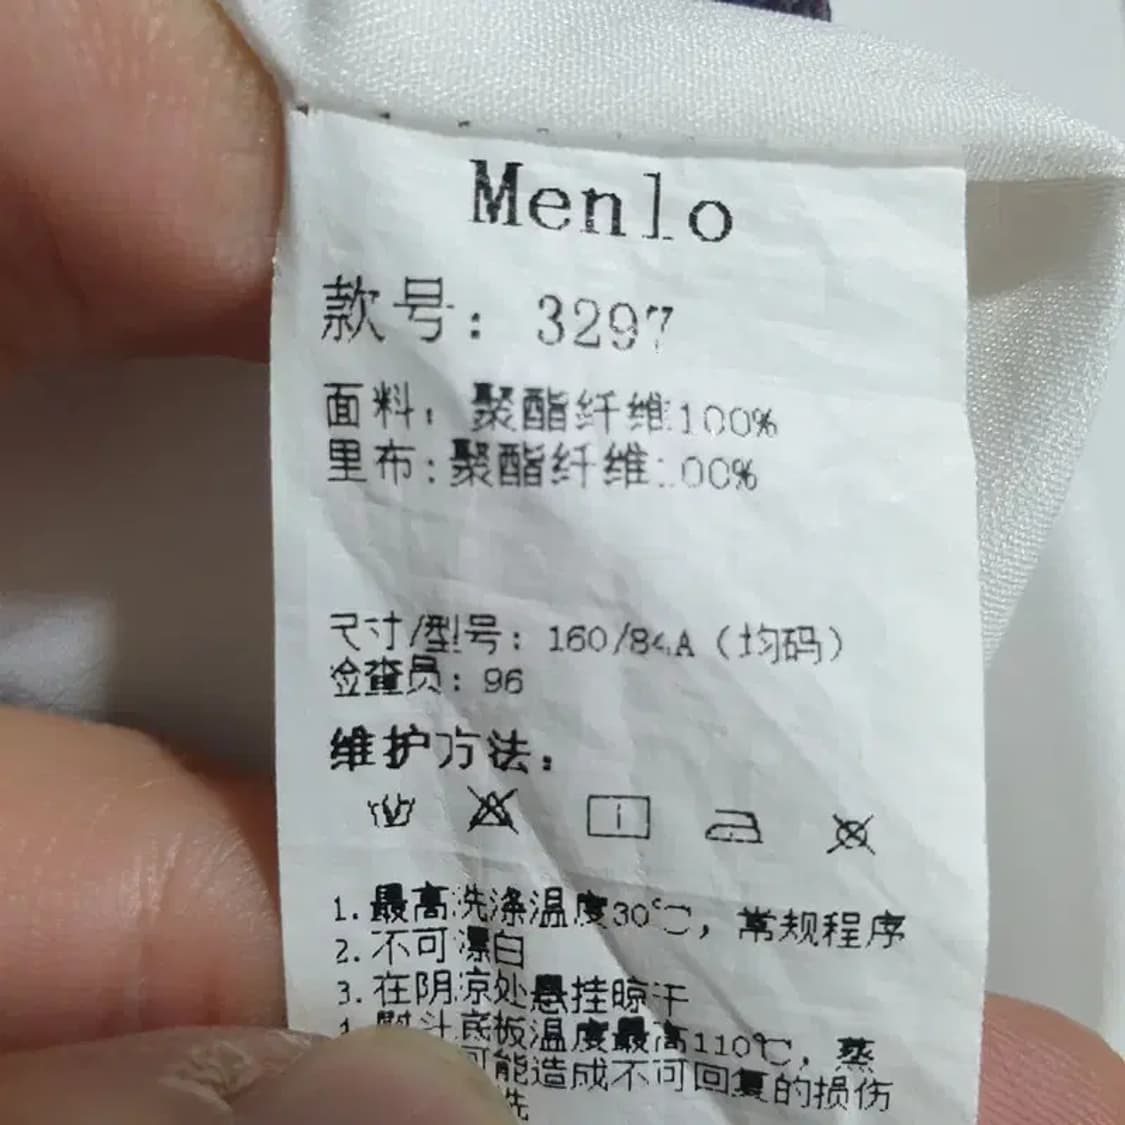 Menlo
款号：3297
面料：聚酯纤维100%
里布：聚酯纤维100%
尺寸/型号：160/84A（均码）
检查员：96
维护方法：
1.最高洗涤温度30℃，常规程序
2.不可漂白
3.在阴凉处悬挂晾干
熨斗底板温度最高110℃，蒸
可能造成不可回复的损伤
洗